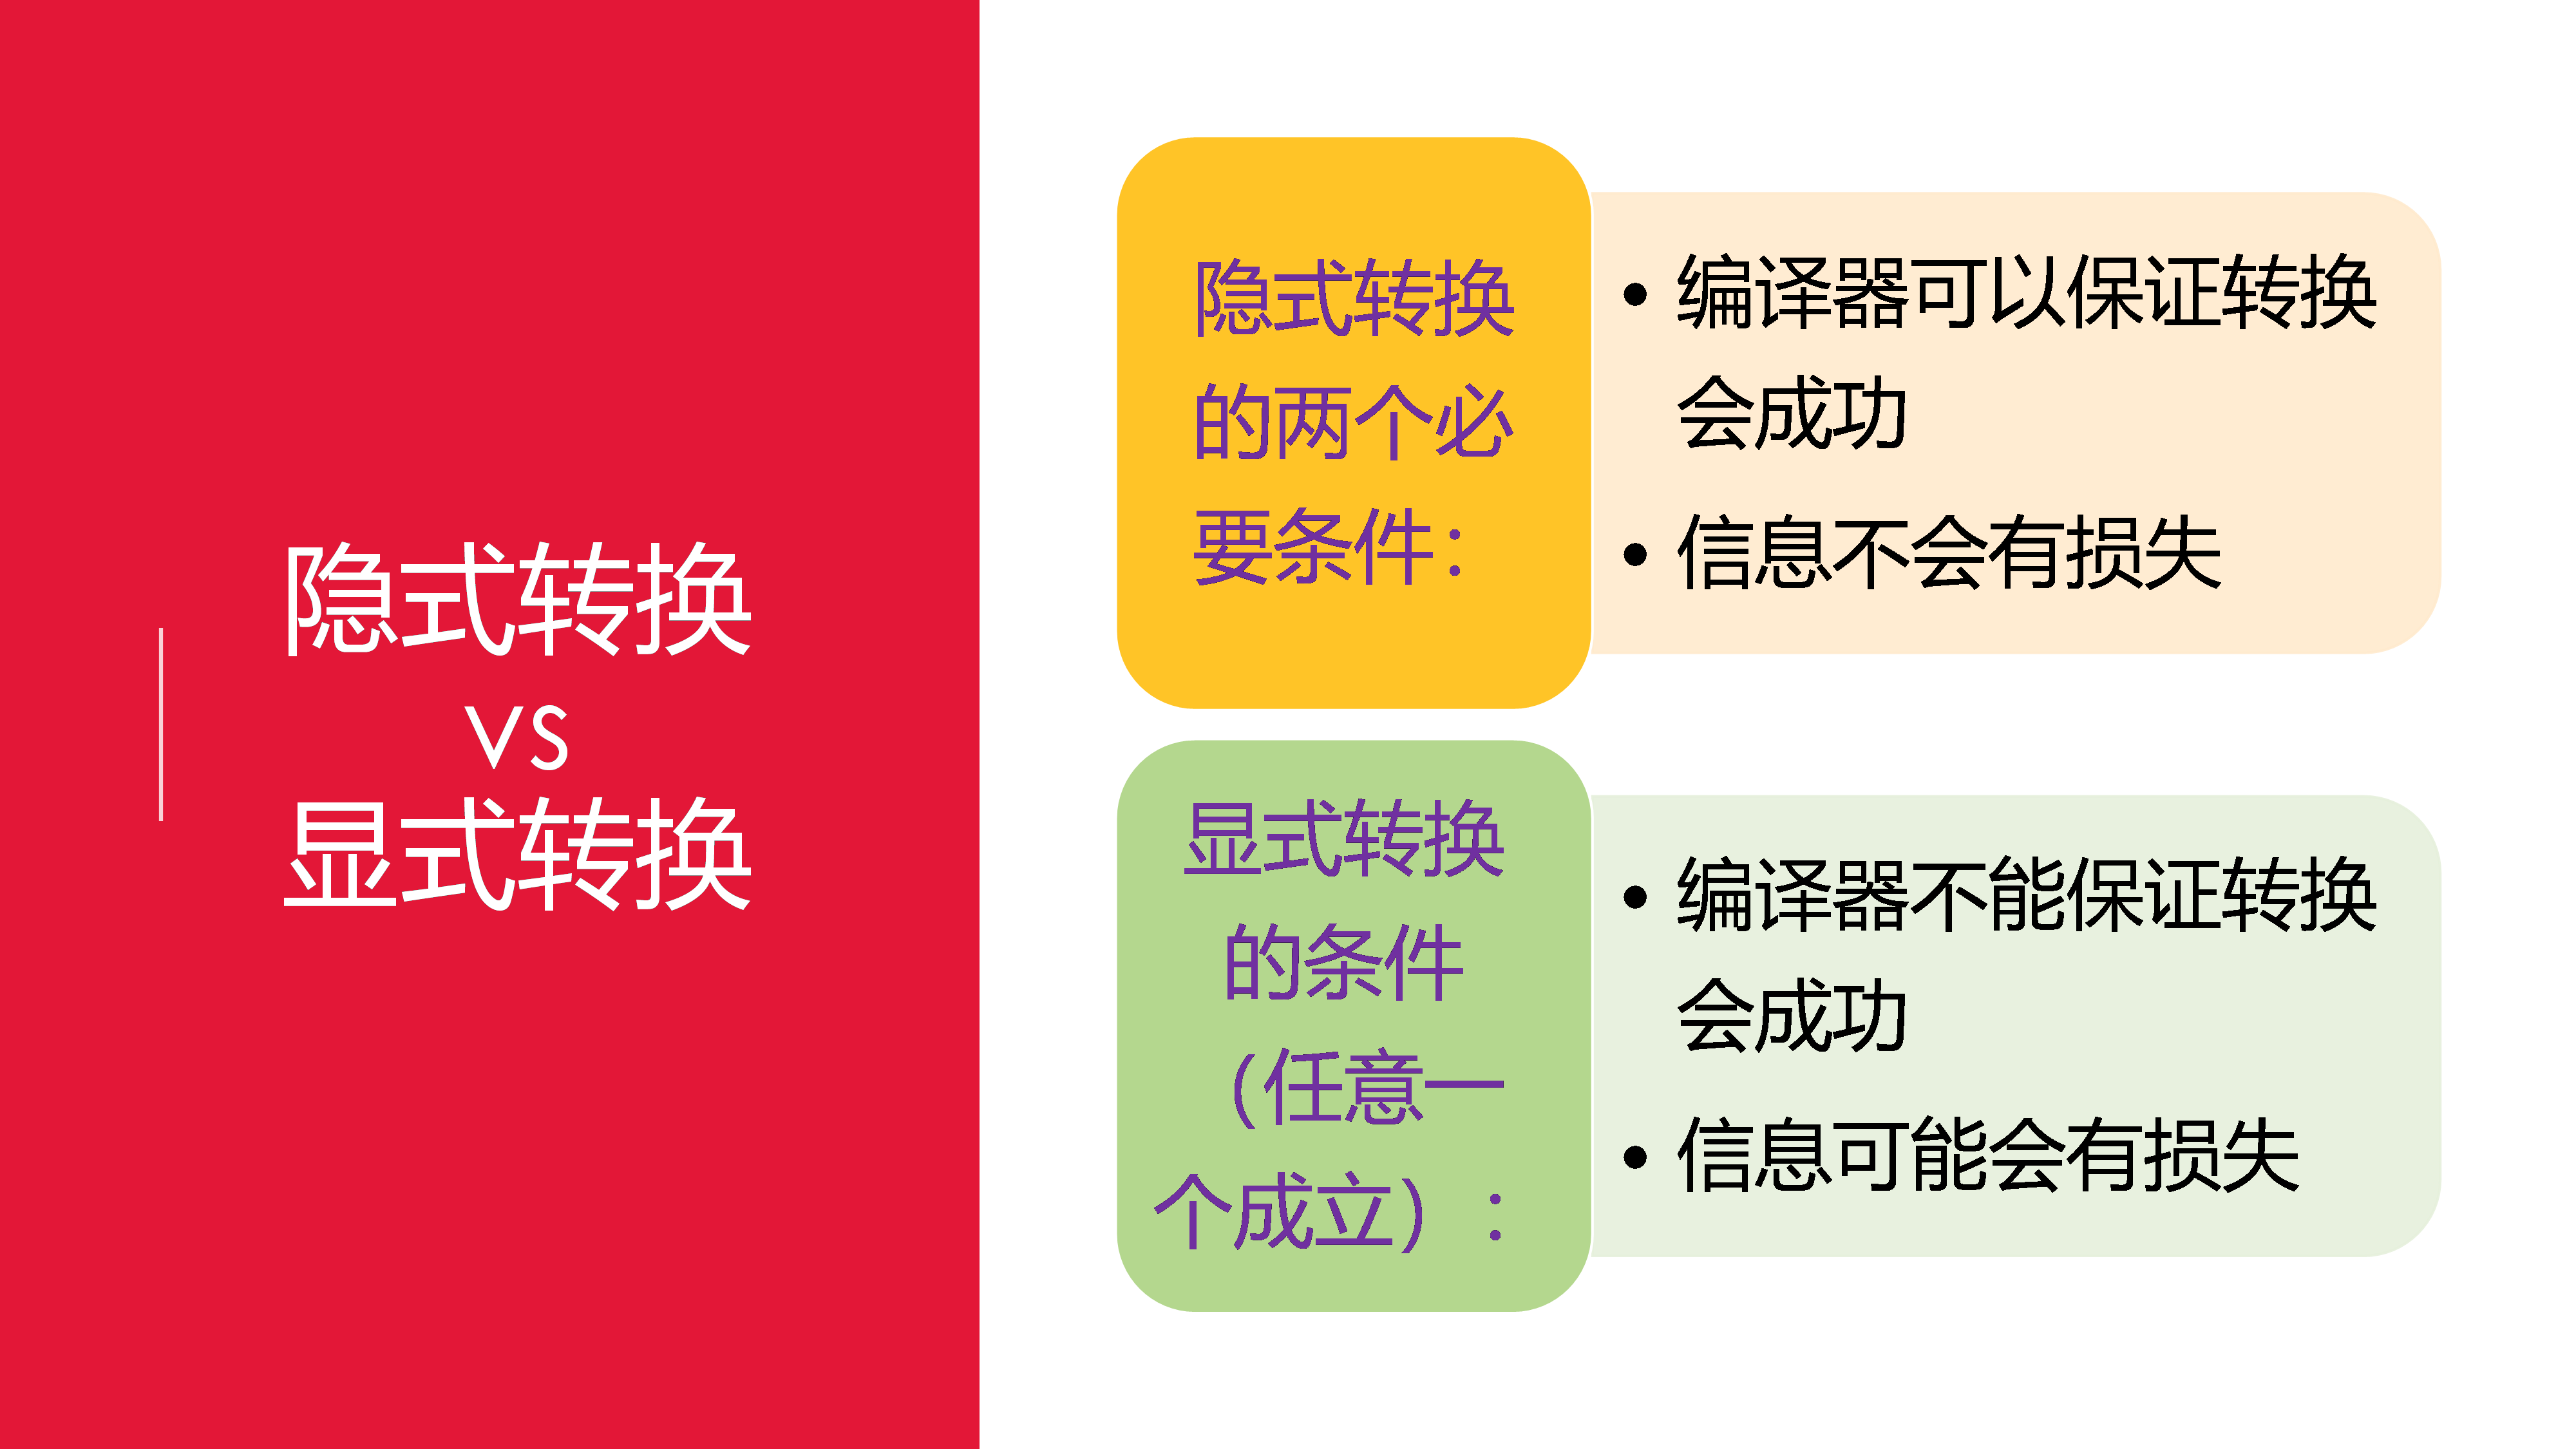 隐式转换
vs
显式转换
隐式转换
的两个必
要条件：
• 编译器可以保证转换
会成功
• 信息不会有损失
显式转换
的条件
（任意一
个成立）：
• 编译器不能保证转换
会成功
• 信息可能会有损失